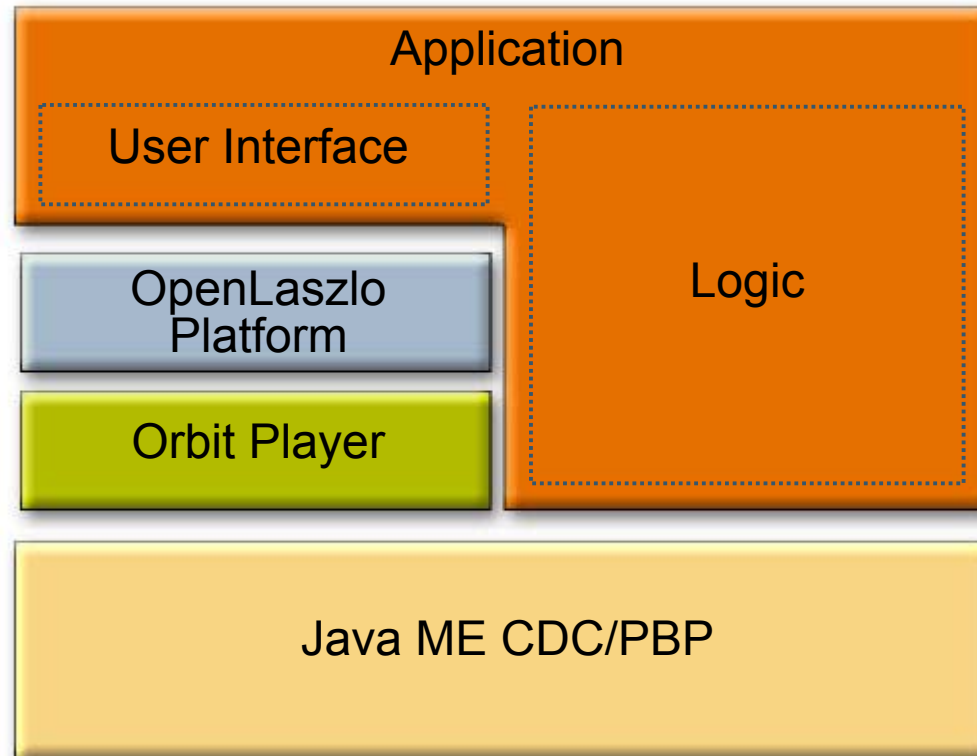 Application
User Interface
Logic
OpenLaszlo
Platform
Orbit Player
Java ME CDC/PBP